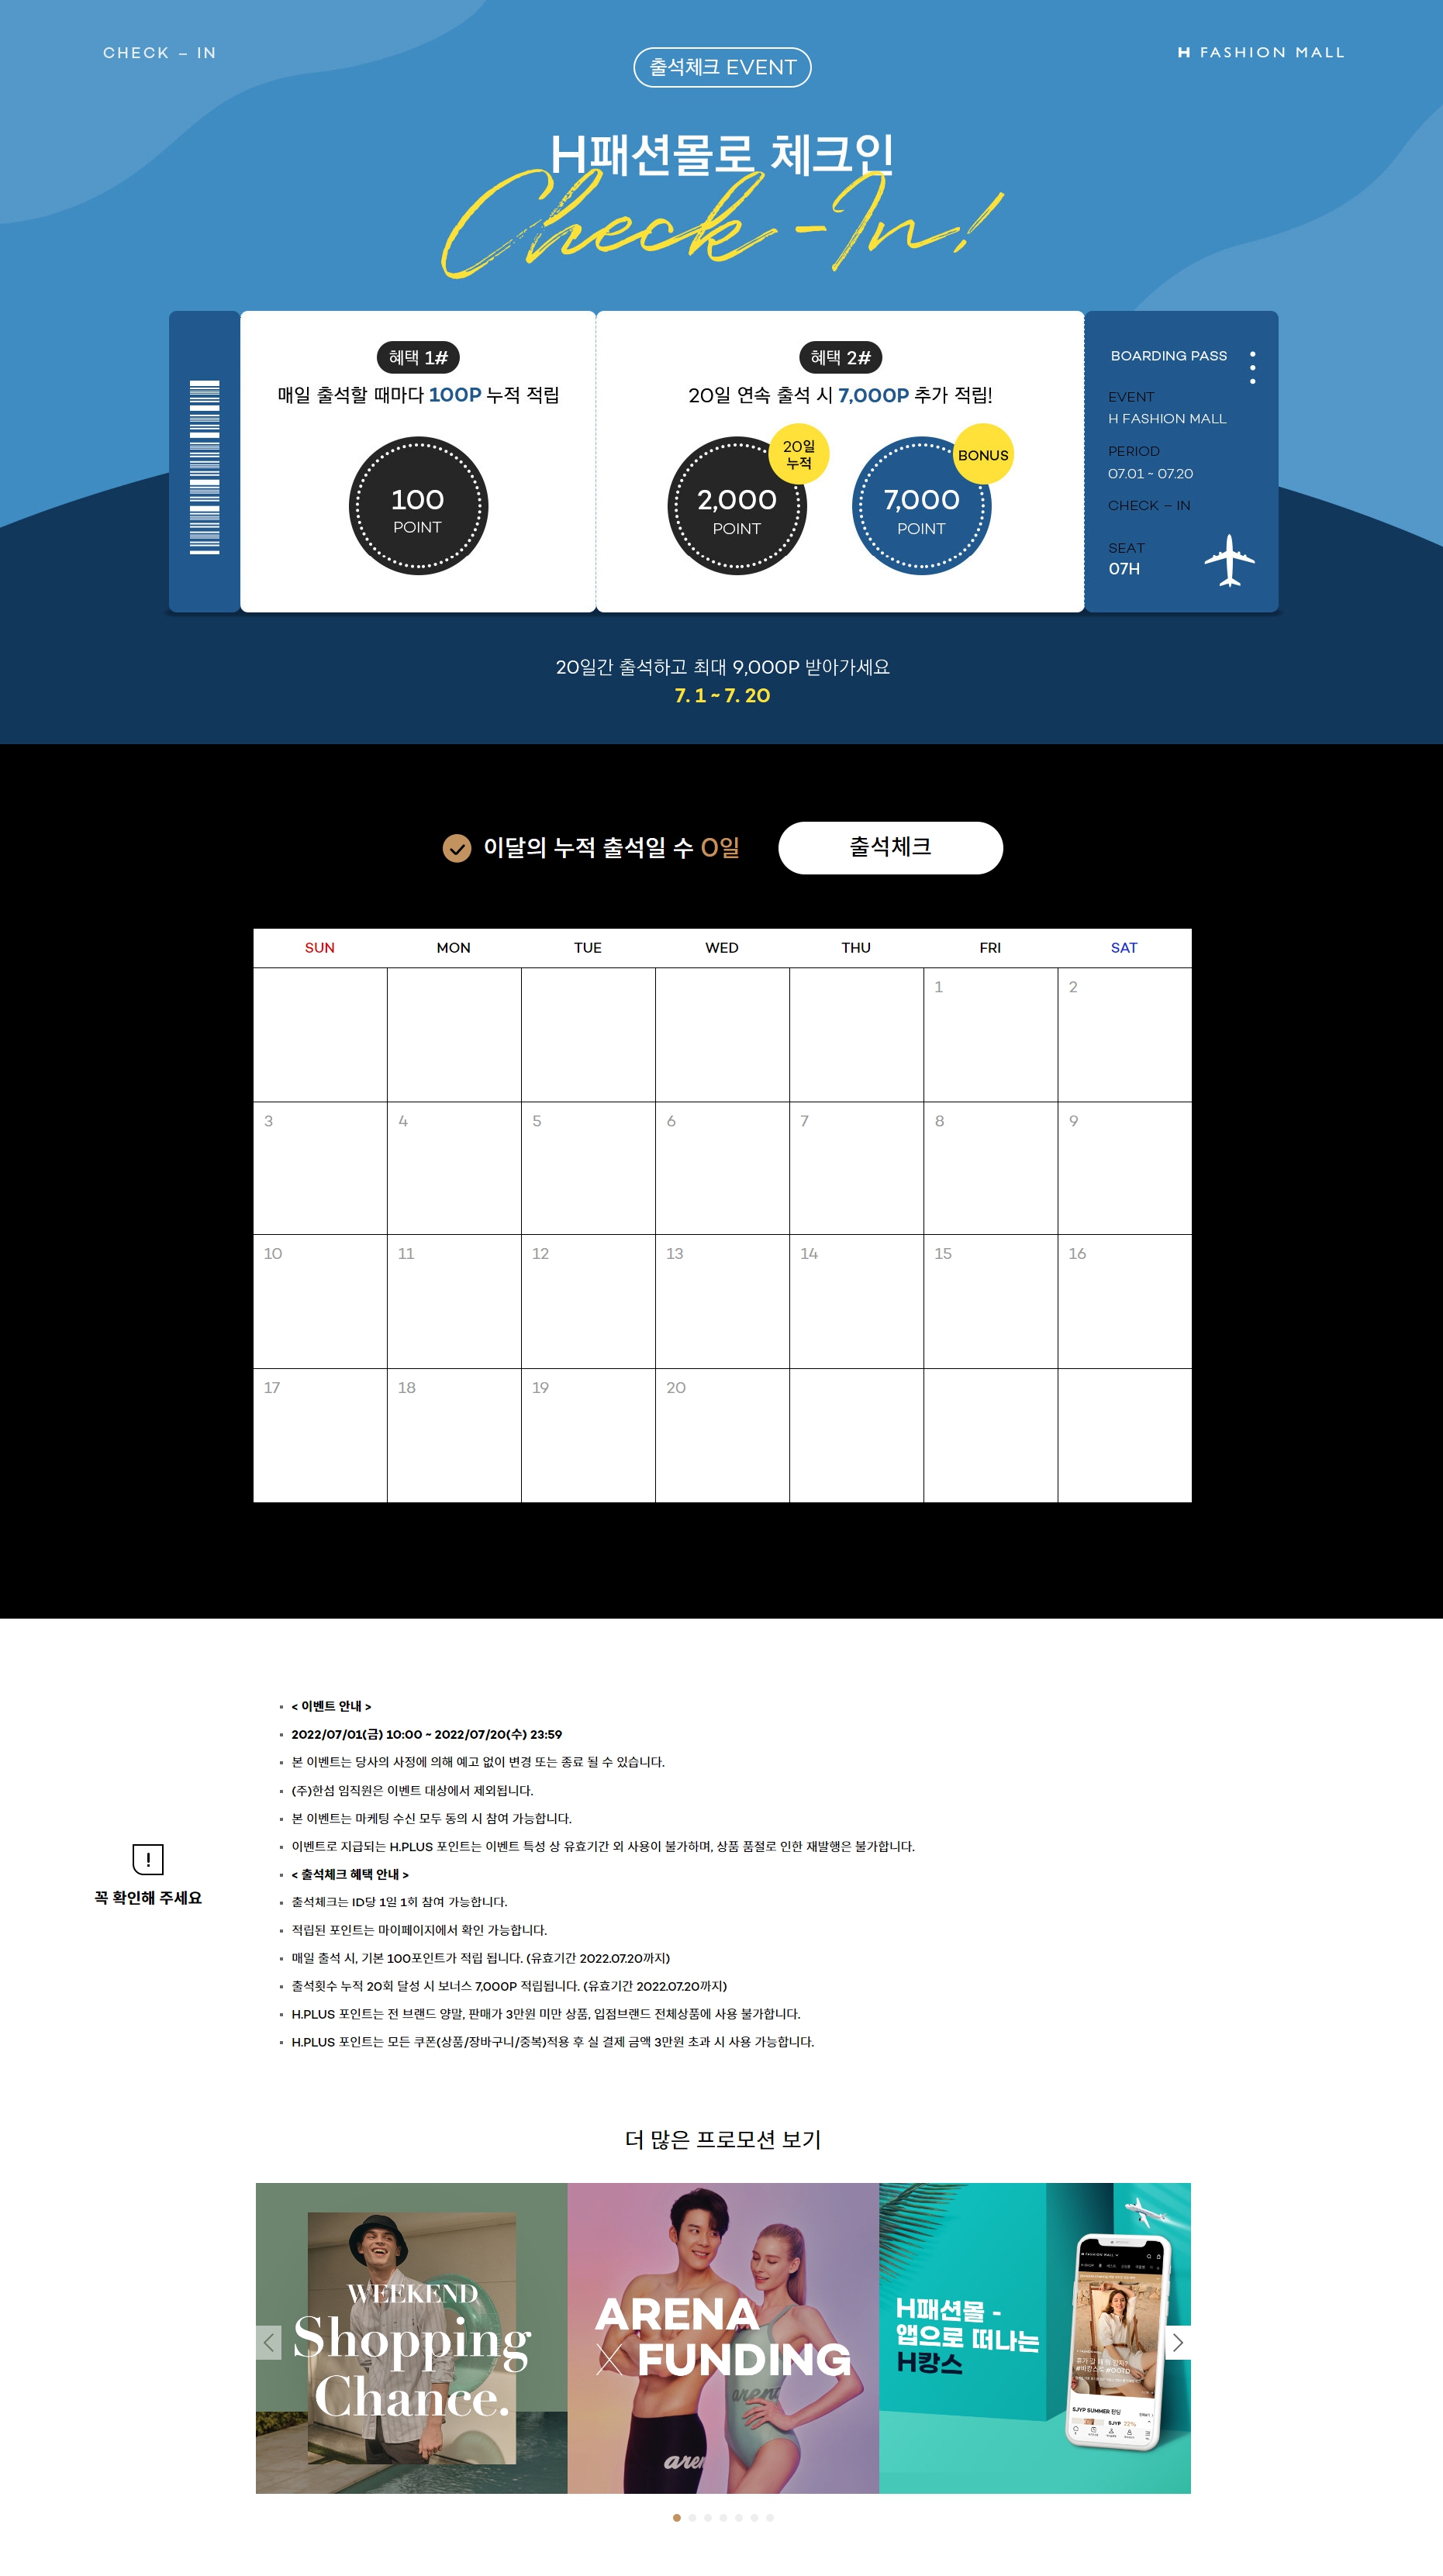 CHECK – IN
출석체크 EVENT
H FASHION MALL
H패션몰로 체크인
Check-In!
혜택 1#
매일 출석할 때마다 100P 누적 적립
100
POINT
혜택 2#
20일 연속 출석 시 7,000P 추가 적립!
20일
누적
2,000
POINT
BONUS
7,000
POINT
BOARDING PASS
EVENT
H FASHION MALL
PERIOD
07.01 ~ 07.20
CHECK – IN
SEAT
07H
20일간 출석하고 최대 9,000P 받아가세요
7. 1 ~ 7. 20
이달의 누적 출석일 수 0일
출석체크
SUN MON TUE WED THU FRI SAT
1 2
3 4 5 6 7 8 9
10 11 12 13 14 15 16
17 18 19 20
꼭 확인해 주세요
< 이벤트 안내 >
2022/07/01(금) 10:00 ~ 2022/07/20(수) 23:59
본 이벤트는 당사의 사정에 의해 예고 없이 변경 또는 종료 될 수 있습니다.
(주)한섬 임직원은 이벤트 대상에서 제외됩니다.
본 이벤트는 마케팅 수신 모두 동의 시 참여 가능합니다.
이벤트로 지급되는 H.PLUS 포인트는 이벤트 특성 상 유효기간 외 사용이 불가하며, 상품 품절로 인한 재발행은 불가합니다.
< 출석체크 혜택 안내 >
출석체크는 ID당 1일 1회 참여 가능합니다.
적립된 포인트는 마이페이지에서 확인 가능합니다.
매일 출석 시, 기본 100포인트가 적립 됩니다. (유효기간 2022.07.20까지)
출석횟수 누적 20회 달성 시 보너스 7,000P 적립됩니다. (유효기간 2022.07.20까지)
H.PLUS 포인트는 전 브랜드 양말, 판매가 3만원 미만 상품, 입점브랜드 전체상품에 사용 불가합니다.
H.PLUS 포인트는 모든 쿠폰(상품/장바구니/중복)적용 후 실 결제 금액 3만원 초과 시 사용 가능합니다.
더 많은 프로모션 보기
WEEKEND
Shopping
Chance.
ARENA
X FUNDING
arena
aren
H패션몰 -
앱으로 떠나는
H캉스
SJYP SUMMER 린넨
SJYP 22%